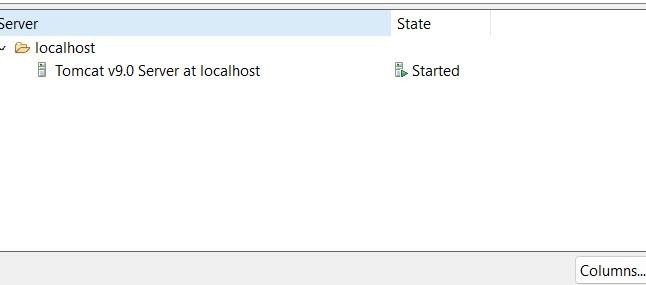 Server State
localhost
Tomcat v9.0 Server at localhost Started
Columns...